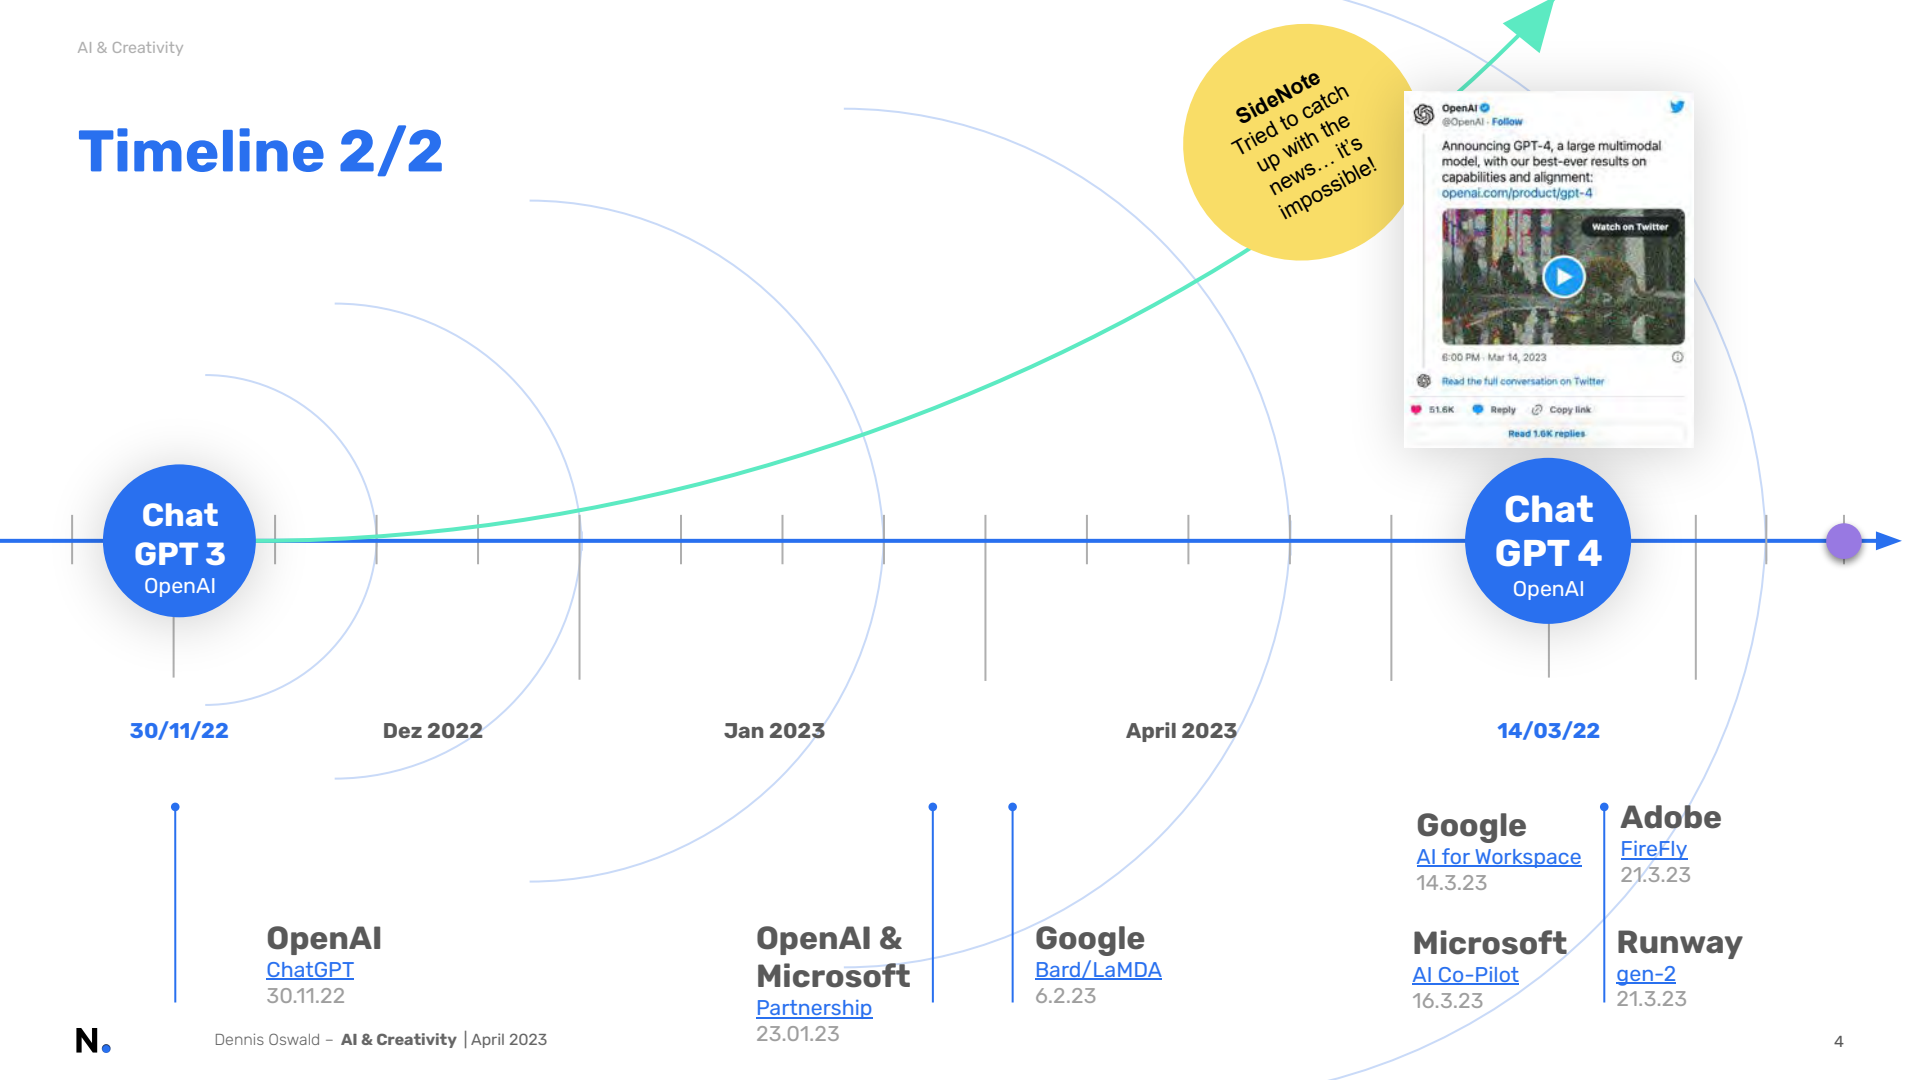 AI & Creativity
Timeline 2/2
SideNote
Tried to catch
up with the
news... it's
impossible!
OpenAI
@OpenAI · Follow
Announcing GPT-4, a large multimodal
model, with our best-ever results on
capabilities and alignment:
openai.com/product/gpt-4
Watch on Twitter
6:00 PM · Mar 14, 2023
Read the full conversation on Twitter
51.6K Reply Copy link
Read 1.6K replies
Chat
GPT 3
OpenAI
Chat
GPT 4
OpenAI
30/11/22
Dez 2022
Jan 2023
April 2023
14/03/22
OpenAI
ChatGPT
30.11.22
OpenAI &
Microsoft
Partnership
23.01.23
Google
Bard/LaMDA
6.2.23
Google
AI for Workspace
14.3.23
Adobe
FireFly
21.3.23
Microsoft
AI Co-Pilot
16.3.23
Runway
gen-2
21.3.23
N.
Dennis Oswald – AI & Creativity | April 2023
4